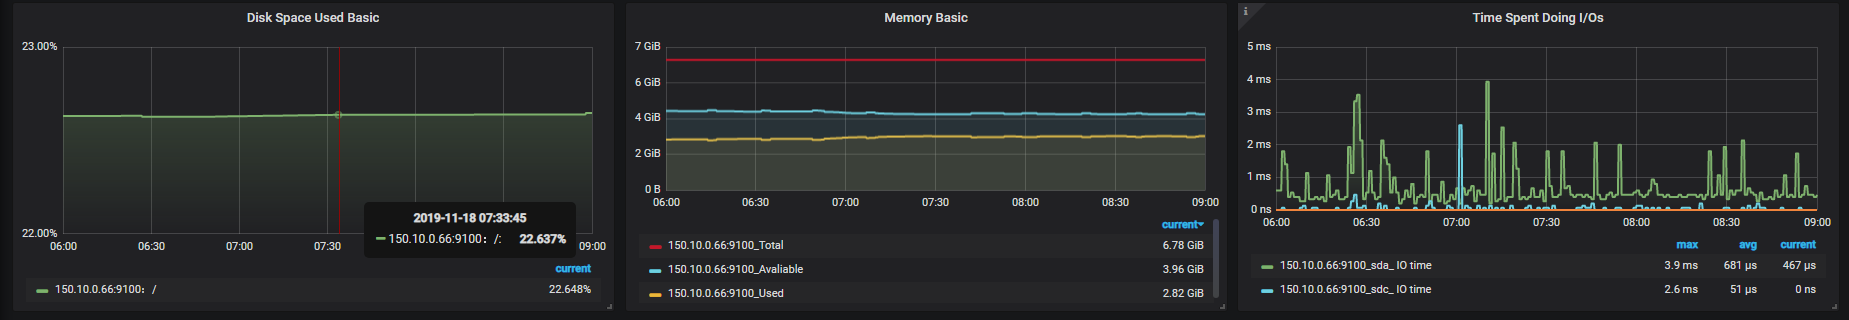 Disk Space Used Basic
23.00%
22.00%
06:00 06:30 07:00 07:30 09:00
2019-11-18 07:33:45
150.10.0.66:9100：/: 22.637%
current
150.10.0.66:9100：/ 22.648%
Memory Basic
7 GiB
6 GiB
4 GiB
2 GiB
0 B
06:00 06:30 07:00 07:30 08:00 08:30 09:00
current
150.10.0.66:9100_Total 6.78 GiB
150.10.0.66:9100_Avaliable 3.96 GiB
150.10.0.66:9100_Used 2.82 GiB
i
Time Spent Doing I/Os
5 ms
4 ms
3 ms
2 ms
1 ms
0 ns
06:00 06:30 07:00 07:30 08:00 08:30 09:00
max avg current
150.10.0.66:9100_sda_ IO time 3.9 ms 681 µs 467 µs
150.10.0.66:9100_sdc_ IO time 2.6 ms 51 µs 0 ns